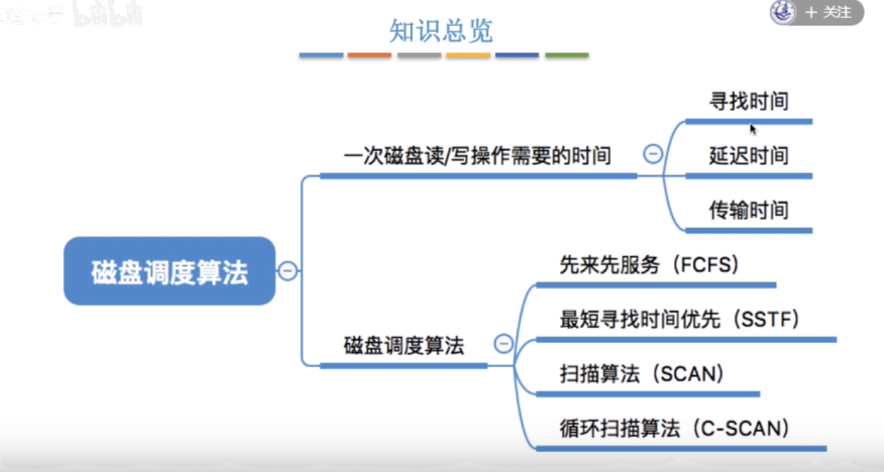 bilibili
+ 关注
知识总览
寻找时间
一次磁盘读/写操作需要的时间
延迟时间
传输时间
磁盘调度算法
先来先服务（FCFS）
最短寻找时间优先（SSTF）
磁盘调度算法
扫描算法（SCAN）
循环扫描算法（C-SCAN）